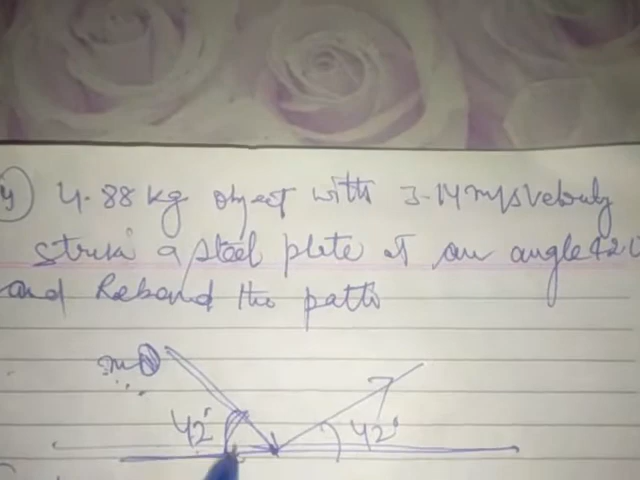 4) 4.88 kg object with 3.14 m/s Velocity
strike a steel plate at an angle 42°
and Rebond the path
42°
42°